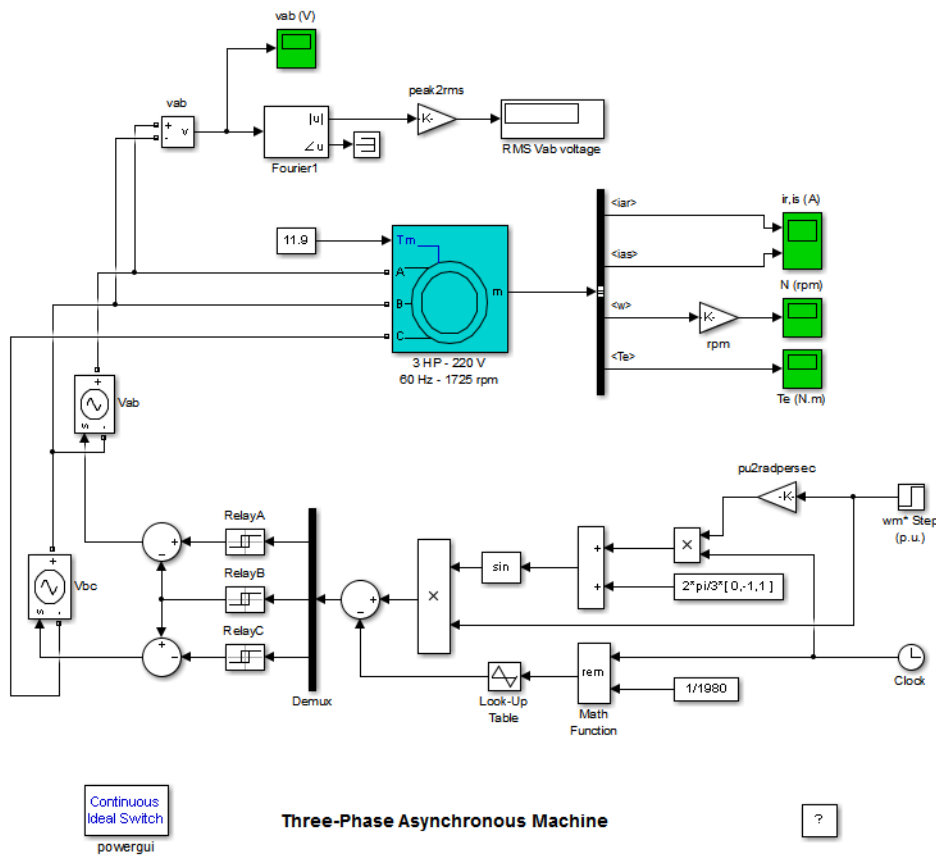 vab (V)
peak2rms
vab
+
-
v
|u|
∠u
-K-
Fourier1
RMS Vab voltage
<iar>
ir,is (A)
11.9
Tm
<ias>
A
m
N (rpm)
B
<w>
-K-
C
rpm
3 HP - 220 V
60 Hz - 1725 rpm
<Te>
Te (N.m)
+
Vab
s
-
pu2radpersec
-K-
wm* Step
(p.u.)
RelayA
+
-
+
×
sin
+
2*pi/3*[ 0,-1,1 ]
+
Vbc
s
-
RelayB
×
+
-
RelayC
+
-
rem
1/1980
Clock
Demux
Look-Up
Table
Math
Function
Continuous
Ideal Switch
powergui
Three-Phase Asynchronous Machine
?